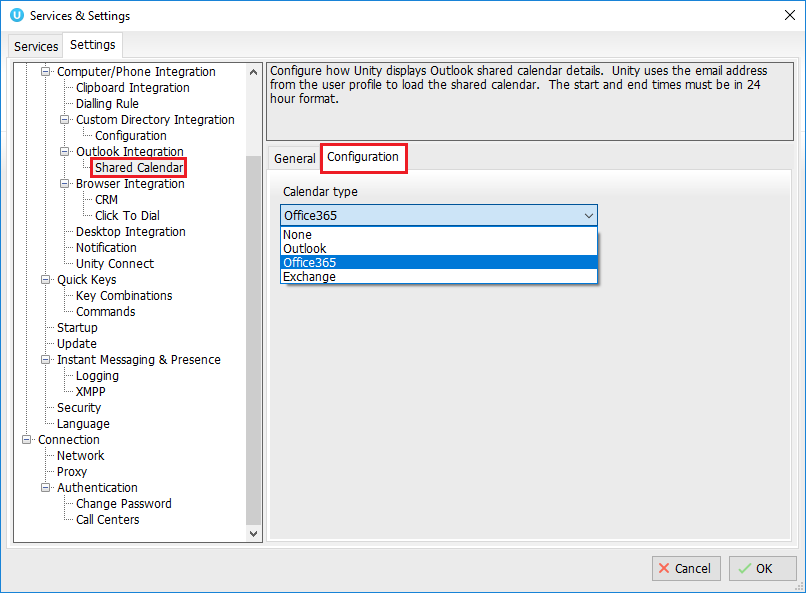 Services & Settings
Services
Settings
Computer/Phone Integration
Clipboard Integration
Dialling Rule
Custom Directory Integration
Configuration
Outlook Integration
Shared Calendar
Browser Integration
CRM
Click To Dial
Desktop Integration
Notification
Unity Connect
Quick Keys
Key Combinations
Commands
Startup
Update
Instant Messaging & Presence
Logging
XMPP
Security
Language
Connection
Network
Proxy
Authentication
Change Password
Call Centers
Configure how Unity displays Outlook shared calendar details.  Unity uses the email address
from the user profile to load the shared calendar.  The start and end times must be in 24
hour format.
General
Configuration
Calendar type
Office365
None
Outlook
Office365
Exchange
Cancel
OK